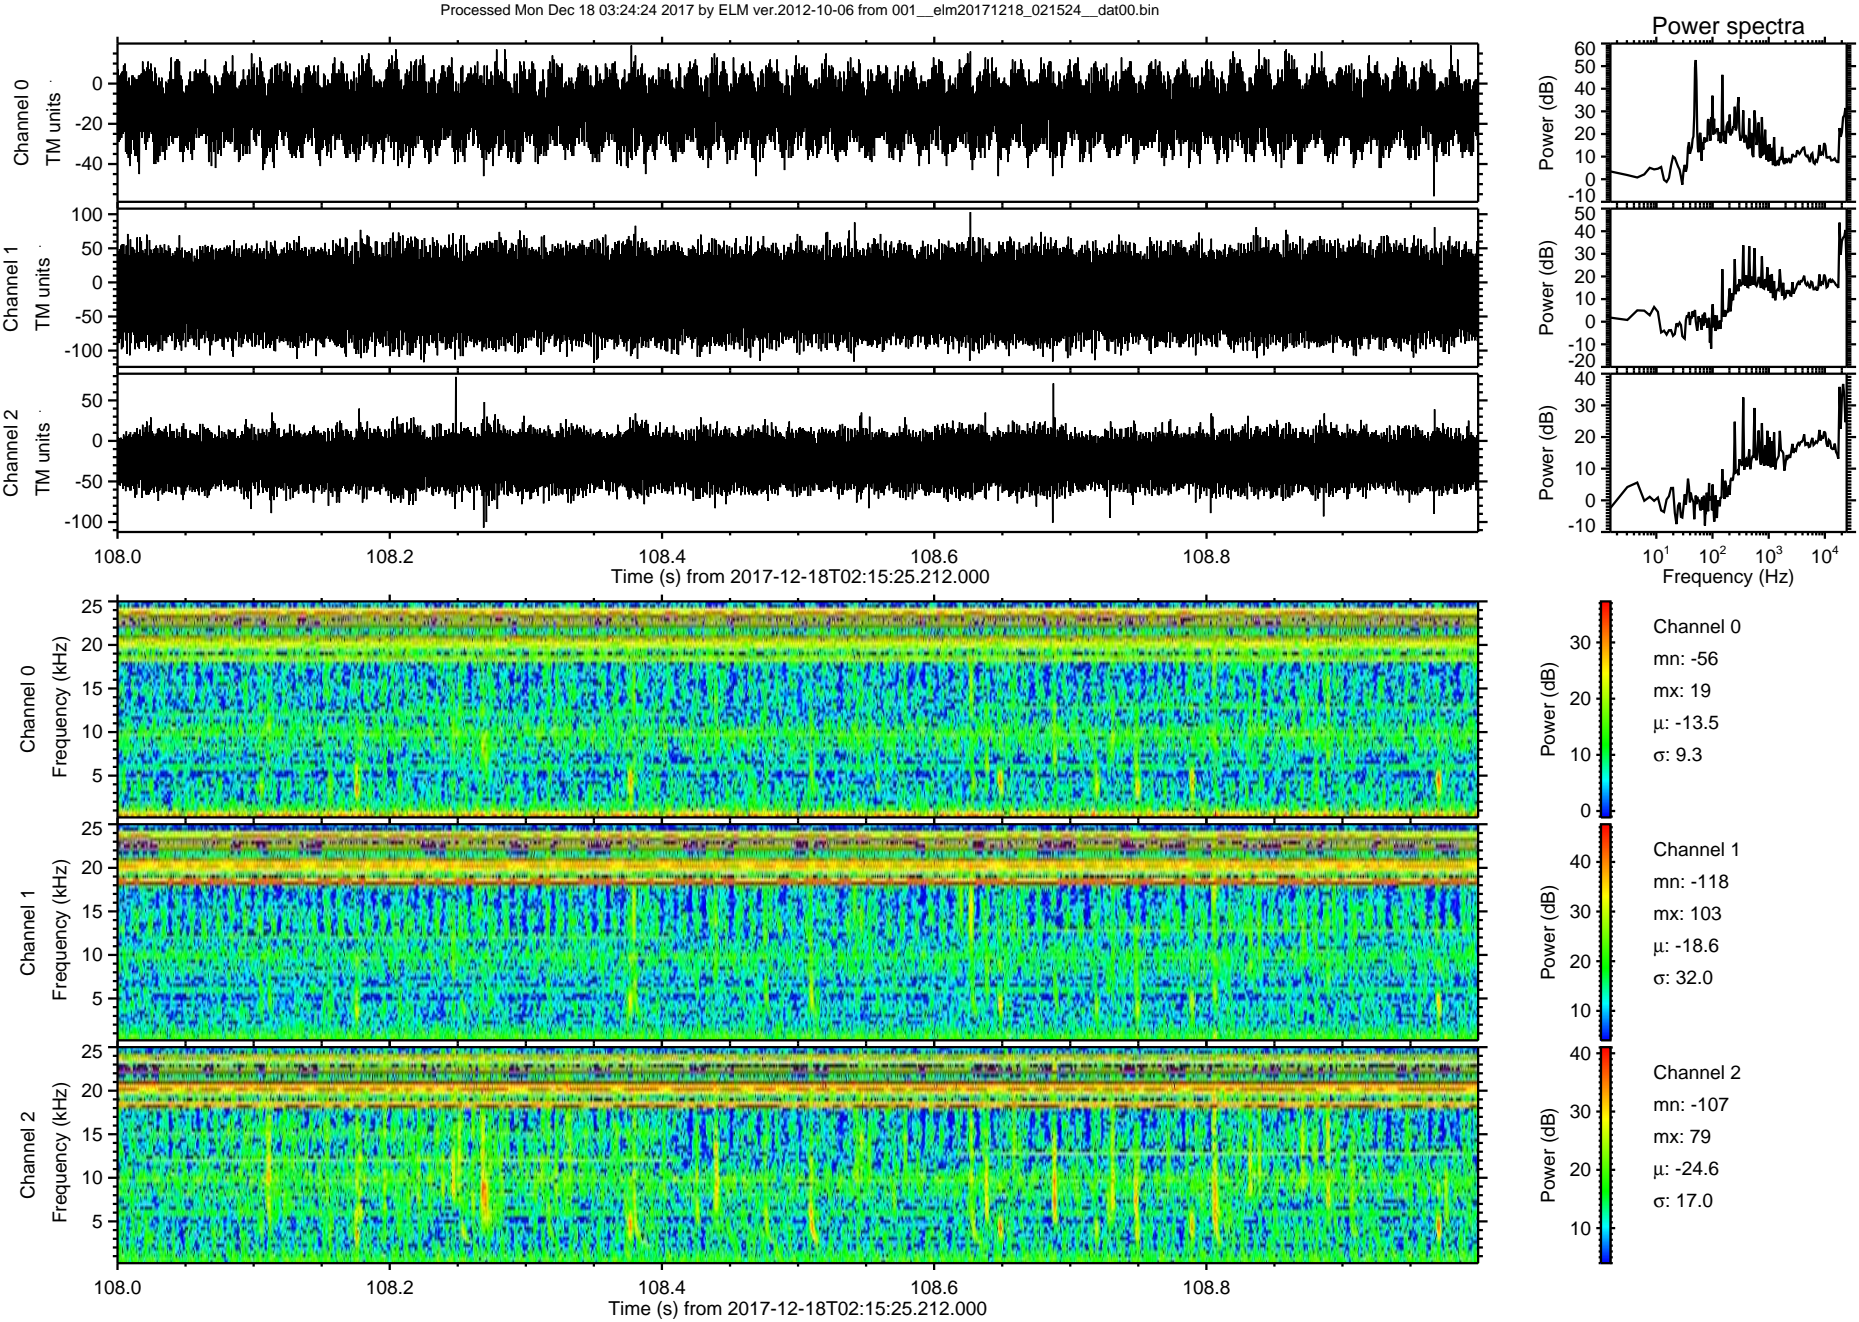 Processed Mon Dec 18 03:24:24 2017 by ELM ver.2012-10-06 from 001__elm20171218_021524__dat00.bin
Power spectra
Channel 0
TM units
0
-20
-40
Power (dB)
60
50
40
30
20
10
0
-10
Channel 1
TM units
100
50
0
-50
-100
Power (dB)
50
40
30
20
10
0
-10
-20
Channel 2
TM units
50
0
-50
-100
Power (dB)
40
30
20
10
0
-10
108.0 108.2 108.4 108.6 108.8
Time (s) from 2017-12-18T02:15:25.212.000
10^1 10^2 10^3 10^4
Frequency (Hz)
Channel 0
Frequency (kHz)
25
20
15
10
5
Power (dB)
30
20
10
0
Channel 0
mn: -56
mx: 19
μ: -13.5
σ: 9.3
Channel 1
Frequency (kHz)
25
20
15
10
5
Power (dB)
40
30
20
10
Channel 1
mn: -118
mx: 103
μ: -18.6
σ: 32.0
Channel 2
Frequency (kHz)
25
20
15
10
5
Power (dB)
40
30
20
10
Channel 2
mn: -107
mx: 79
μ: -24.6
σ: 17.0
108.0 108.2 108.4 108.6 108.8
Time (s) from 2017-12-18T02:15:25.212.000